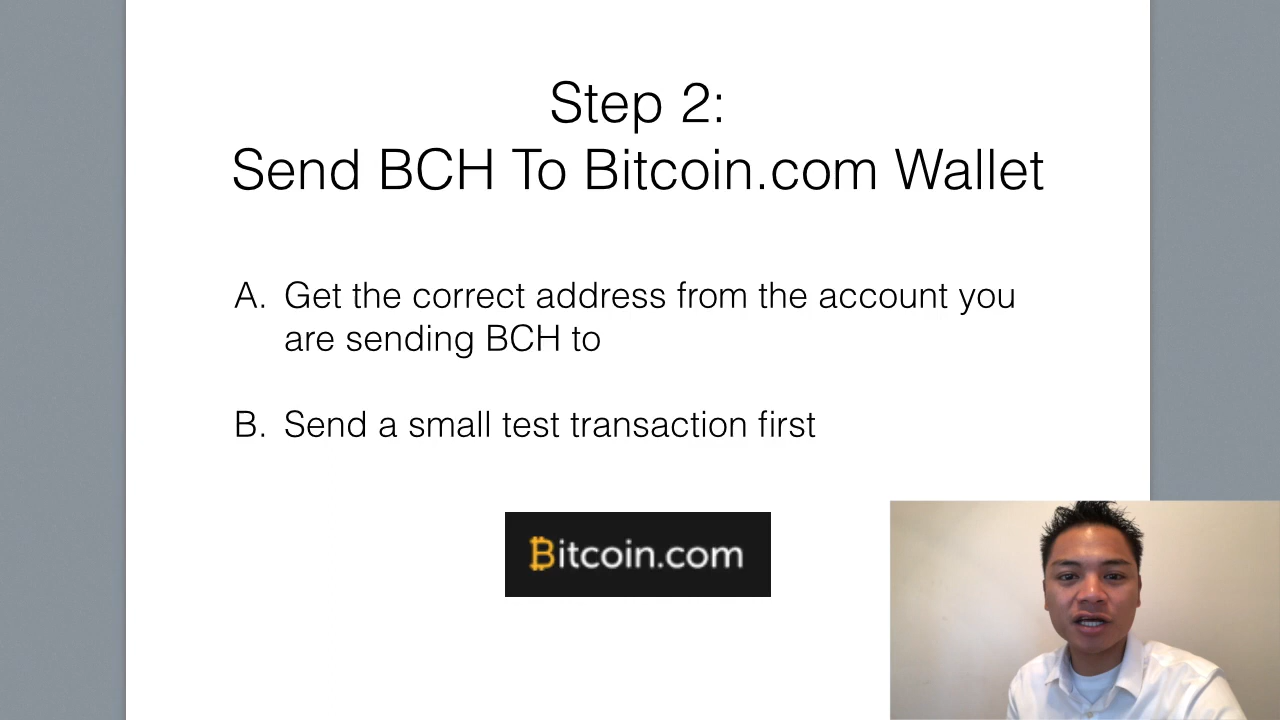 Step 2:
Send BCH To Bitcoin.com Wallet
A. Get the correct address from the account you
are sending BCH to
B. Send a small test transaction first
Bitcoin.com